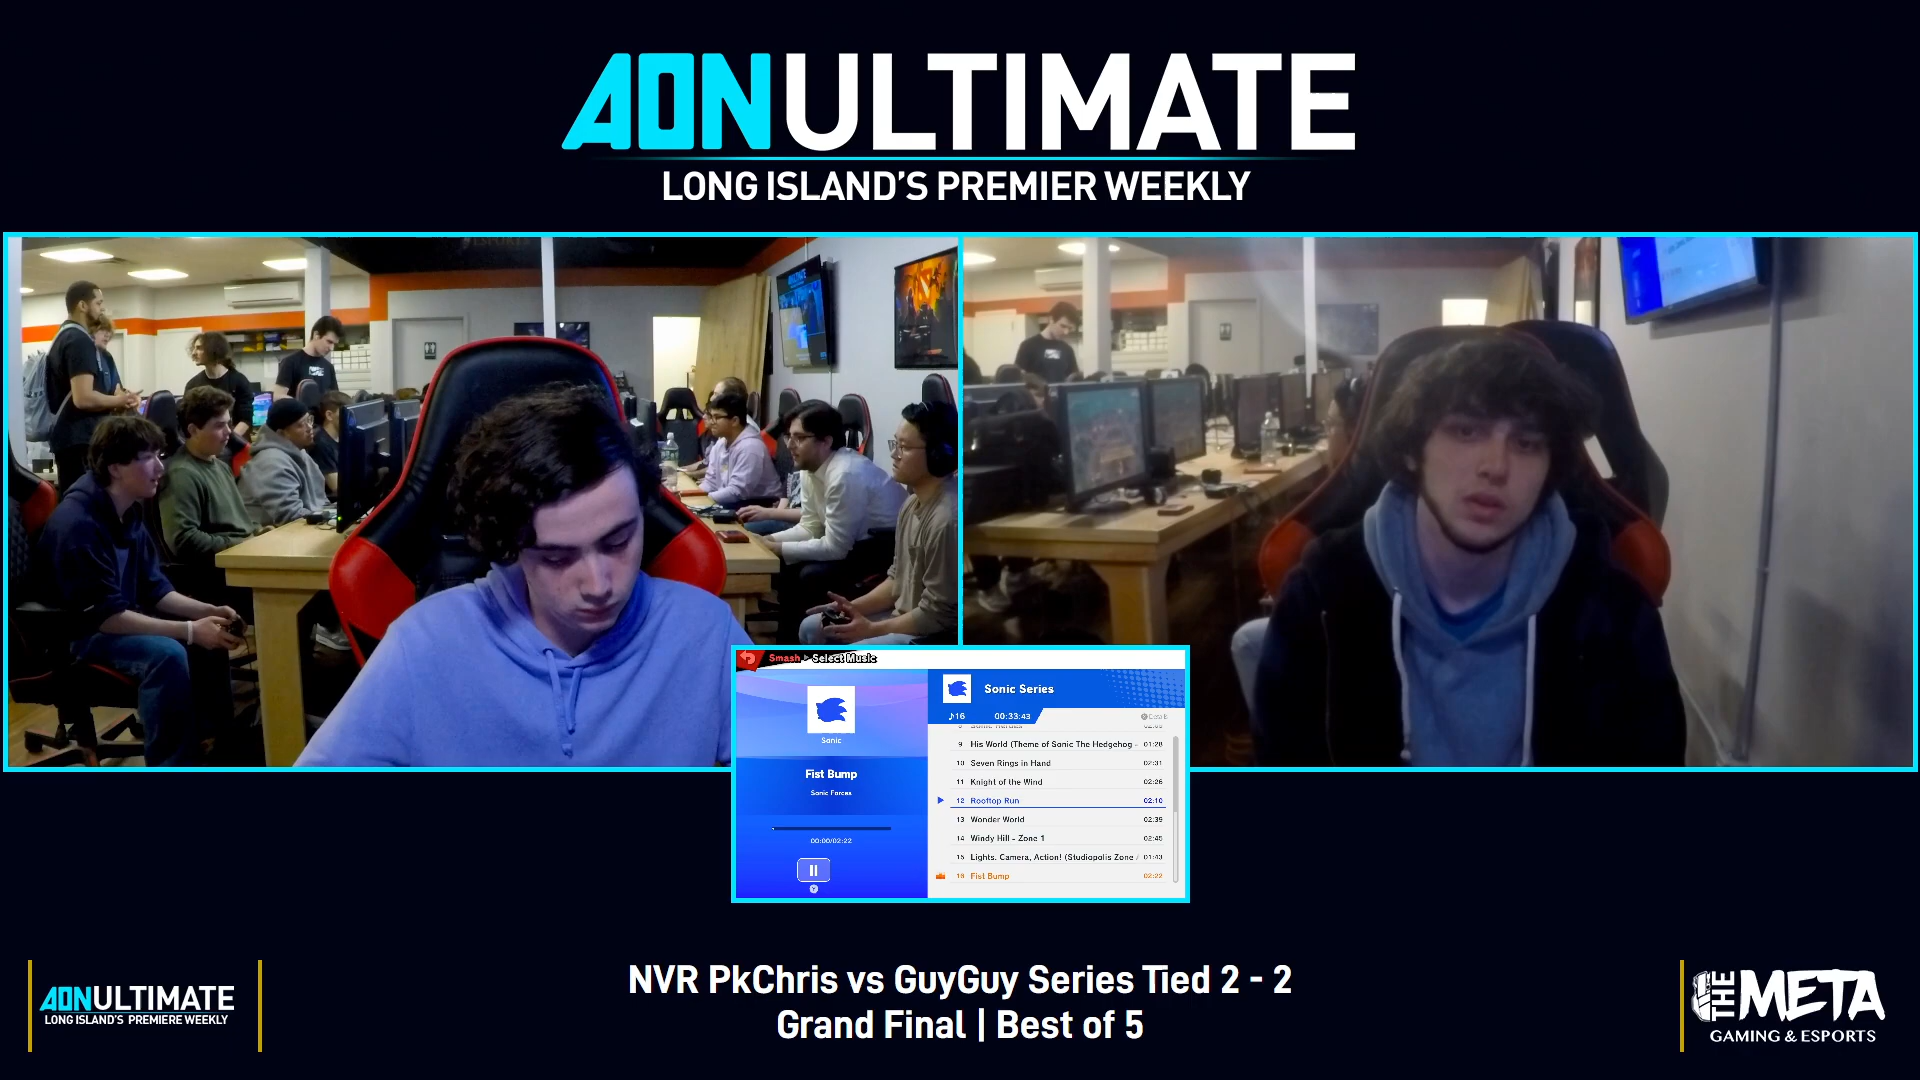 AON ULTIMATE
LONG ISLAND'S PREMIER WEEKLY
Smash ▸ Select Music
Sonic Series
♪16 00:33:43
Sonic
Fist Bump
Sonic Forces
00:00/02:22
9 His World (Theme of Sonic The Hedgehog - 01:28
10 Seven Rings in Hand 02:31
11 Knight of the Wind 02:26
12 Rooftop Run 02:10
13 Wonder World 02:39
14 Windy Hill - Zone 1 02:45
15 Lights, Camera, Action! (Studiopolis Zone / 01:43
16 Fist Bump 02:22
NVR PkChris vs GuyGuy Series Tied 2 - 2
Grand Final | Best of 5
AON ULTIMATE
LONG ISLAND'S PREMIERE WEEKLY
THE META
GAMING & ESPORTS